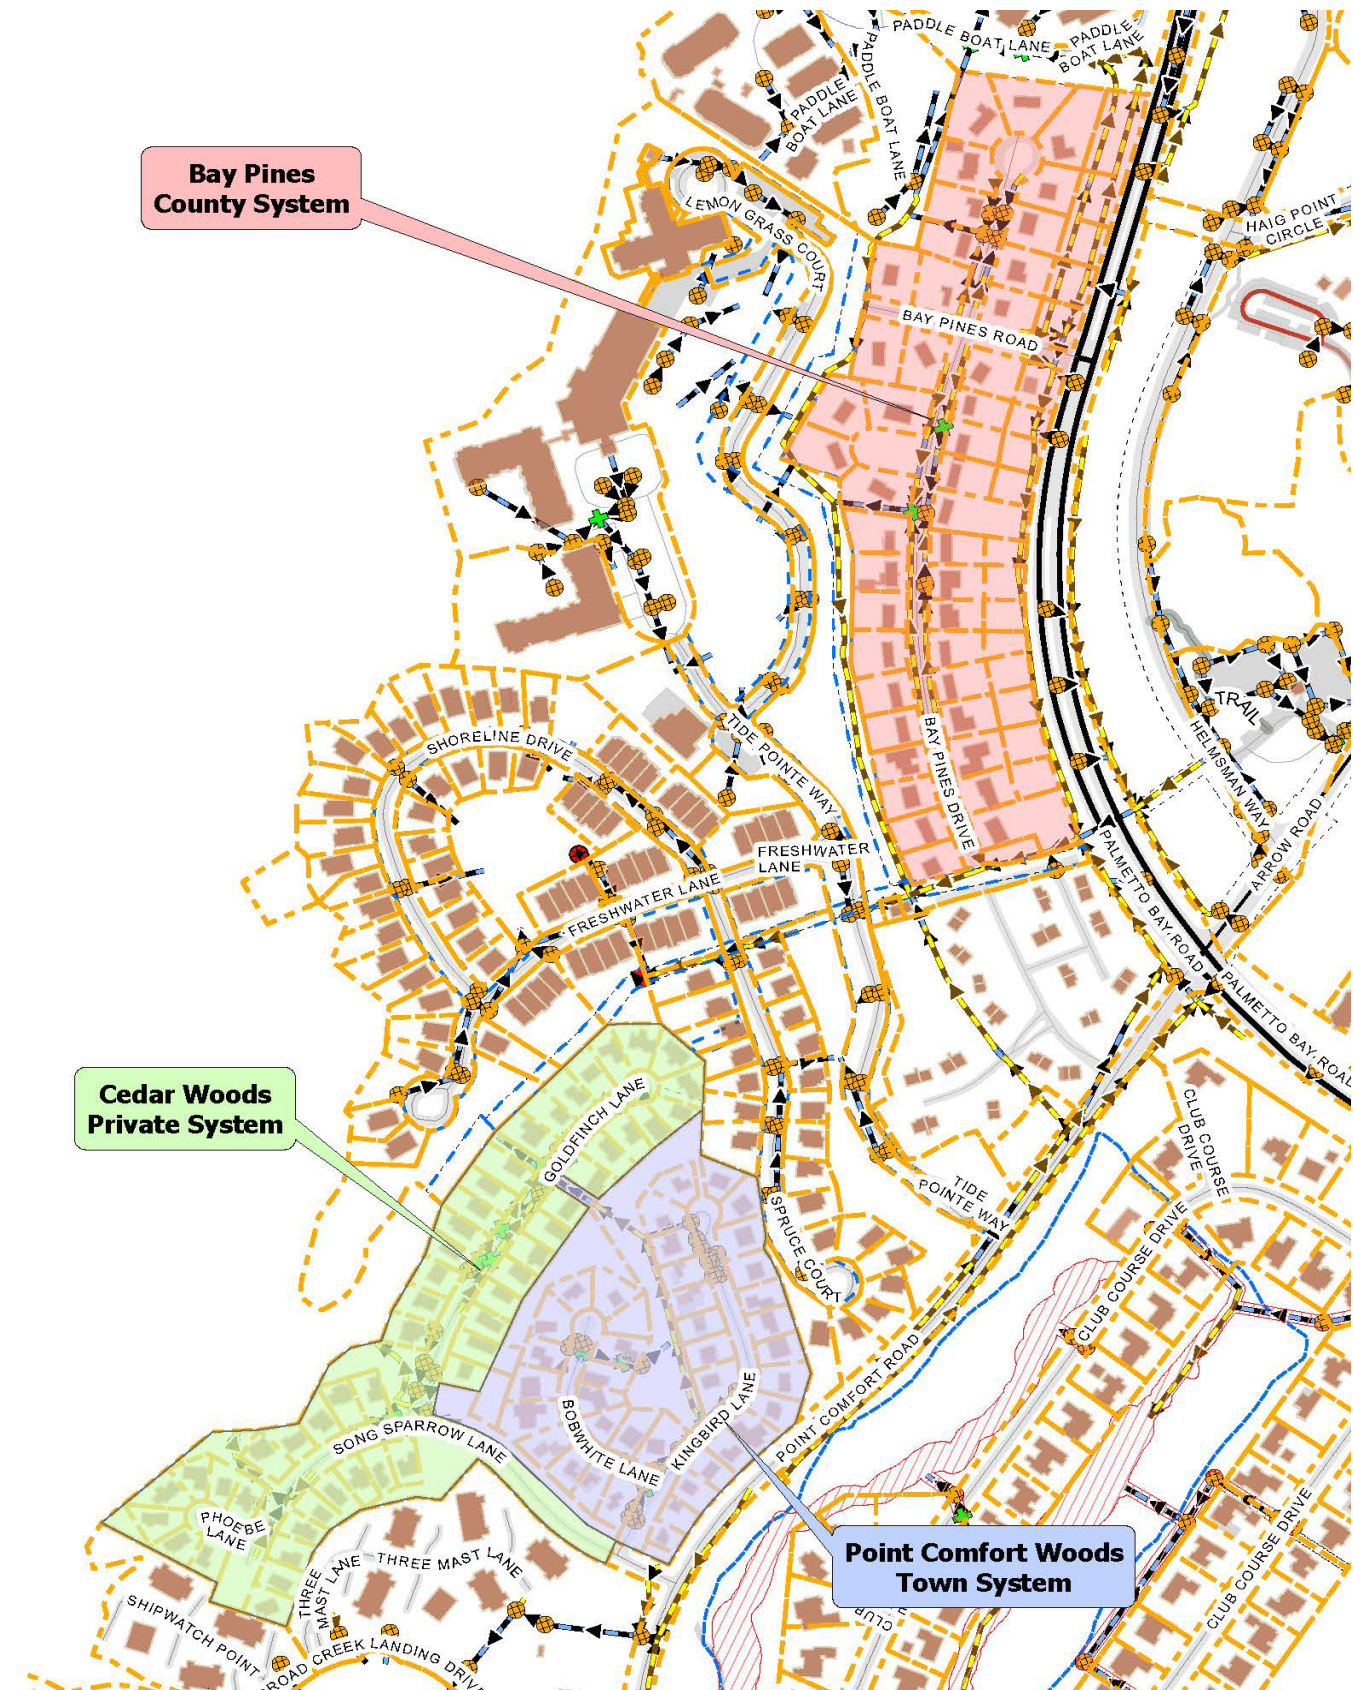 PADDLE BOAT LANE
PADDLE
BOAT LANE
PADDLE BOAT LANE
PADDLE
BOAT LANE
Bay Pines
County System
LEMON GRASS COURT
HAIG POINT
CIRCLE
BAY PINES ROAD
TRAIL
HELMSMAN WAY
SHORELINE DRIVE
TIDE POINTE WAY
BAY PINES DRIVE
ARROW ROAD
FRESHWATER
LANE
FRESHWATER LANE
PALMETTO BAY ROAD
PALMETTO BAY ROAD
Cedar Woods
Private System
GOLDFINCH LANE
CLUB COURSE
DRIVE
TIDE
POINTE WAY
SPRUCE COURT
CLUB COURSE DRIVE
POINT COMFORT ROAD
KINGBIRD LANE
BOBWHITE LANE
SONG SPARROW LANE
PHOEBE
LANE
Point Comfort Woods
Town System
THREE MAST LANE
THREE
MAST LANE
SHIPWATCH POINT
ROAD CREEK LANDING DRIV
CLUB
CLUB COURSE DRIVE